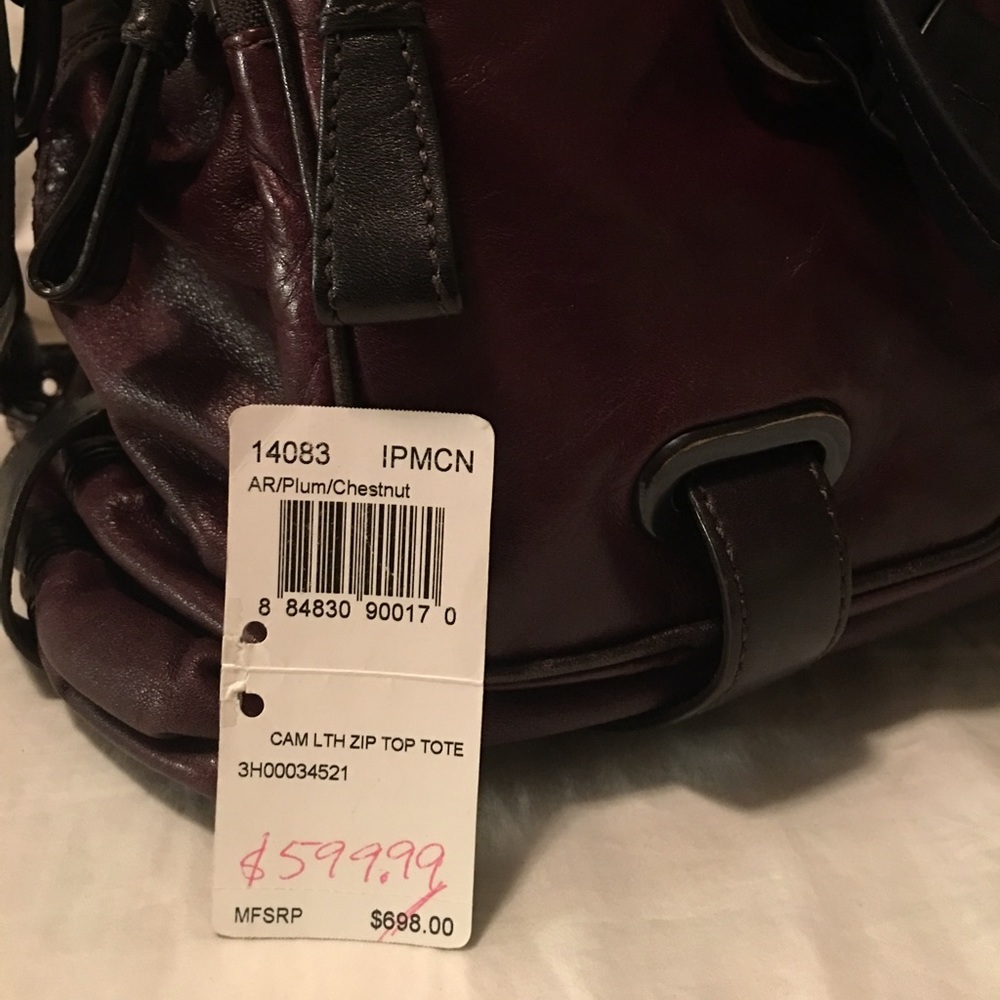 14083 IPMCN
AR/Plum/Chestnut
8 84830 90017 0
CAM LTH ZIP TOP TOTE
3H00034521
$599.99
MFSRP $698.00